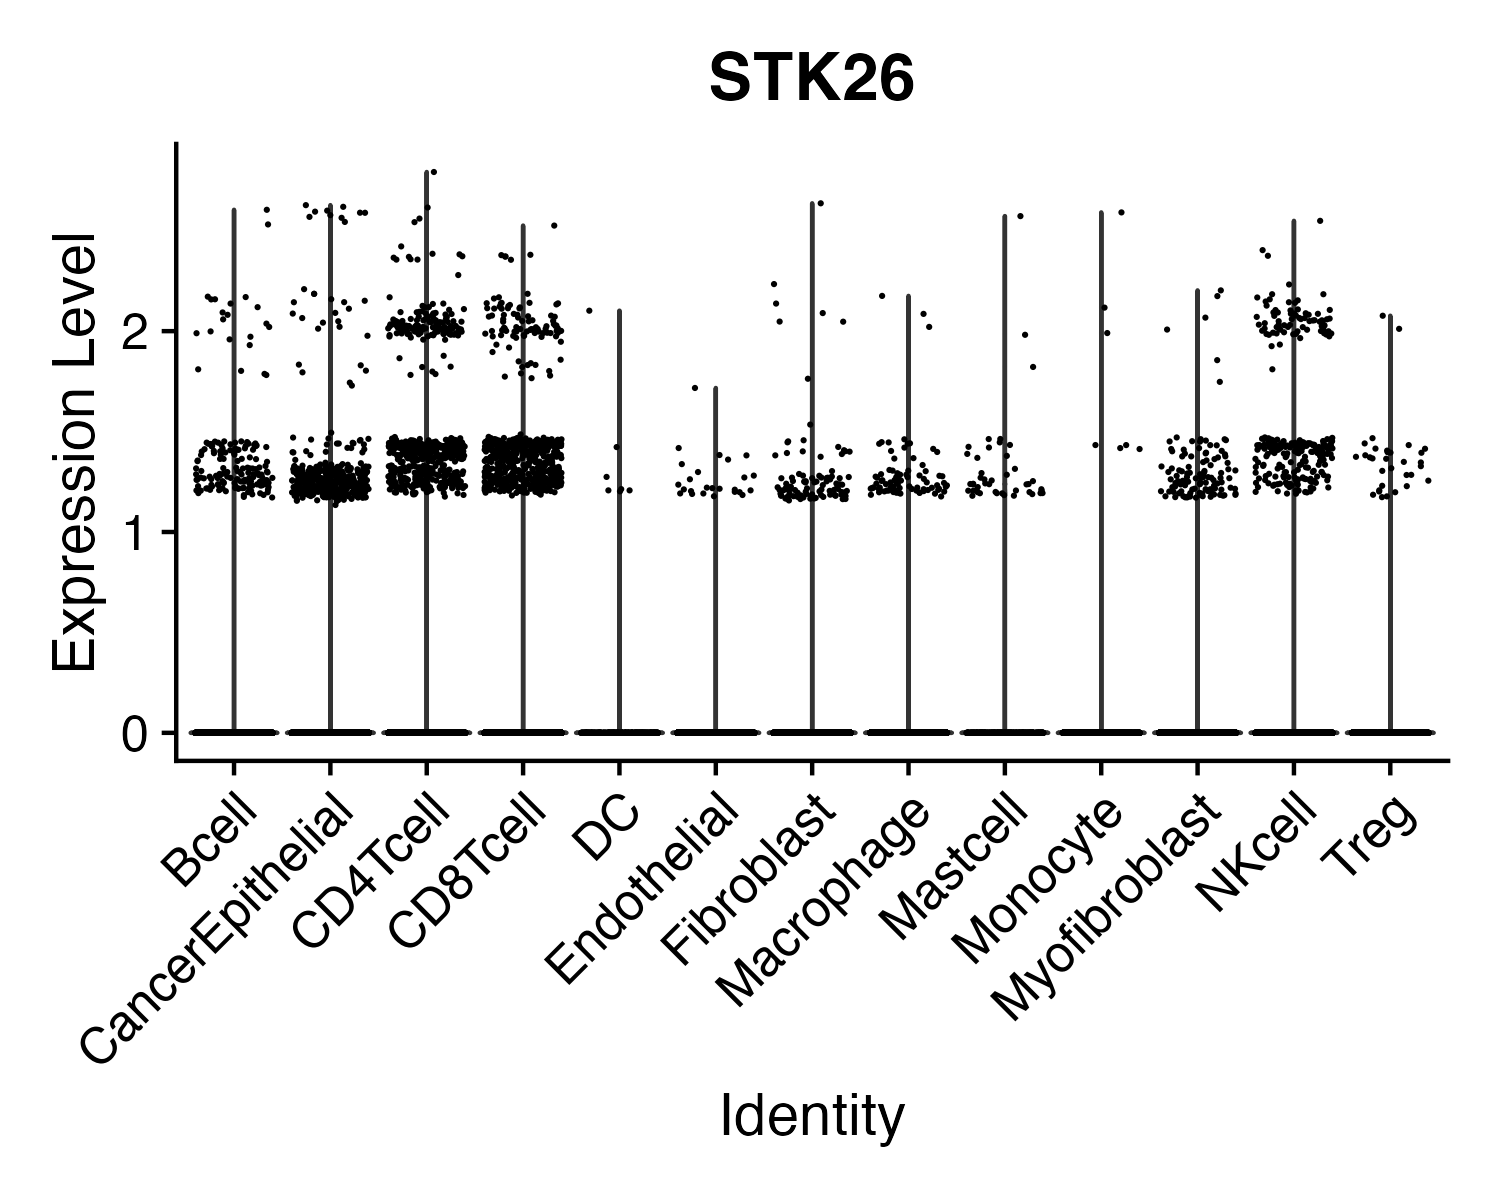 STK26
Expression Level
2
1
0
Bcell
CancerEpithelial
CD4Tcell
CD8Tcell
DC
Endothelial
Fibroblast
Macrophage
Mastcell
Monocyte
Myofibroblast
NKcell
Treg
Identity